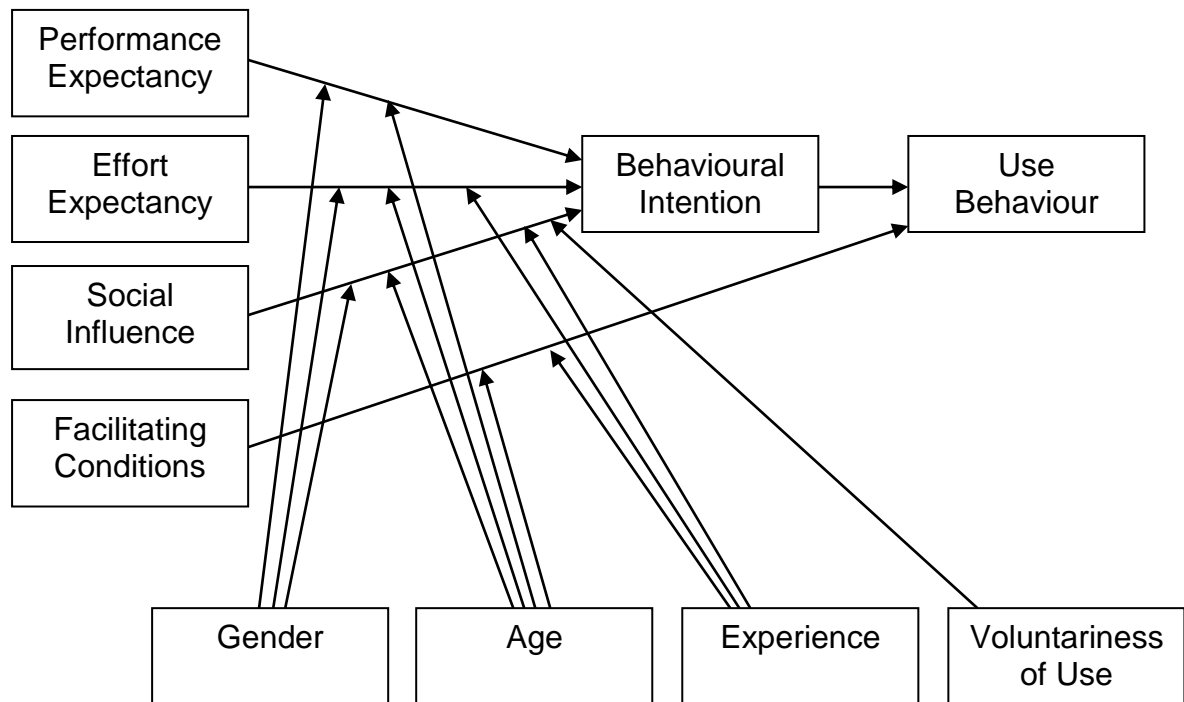 Performance
Expectancy
Effort
Expectancy
Social
Influence
Facilitating
Conditions
Behavioural
Intention
Use
Behaviour
Gender
Age
Experience
Voluntariness
of Use